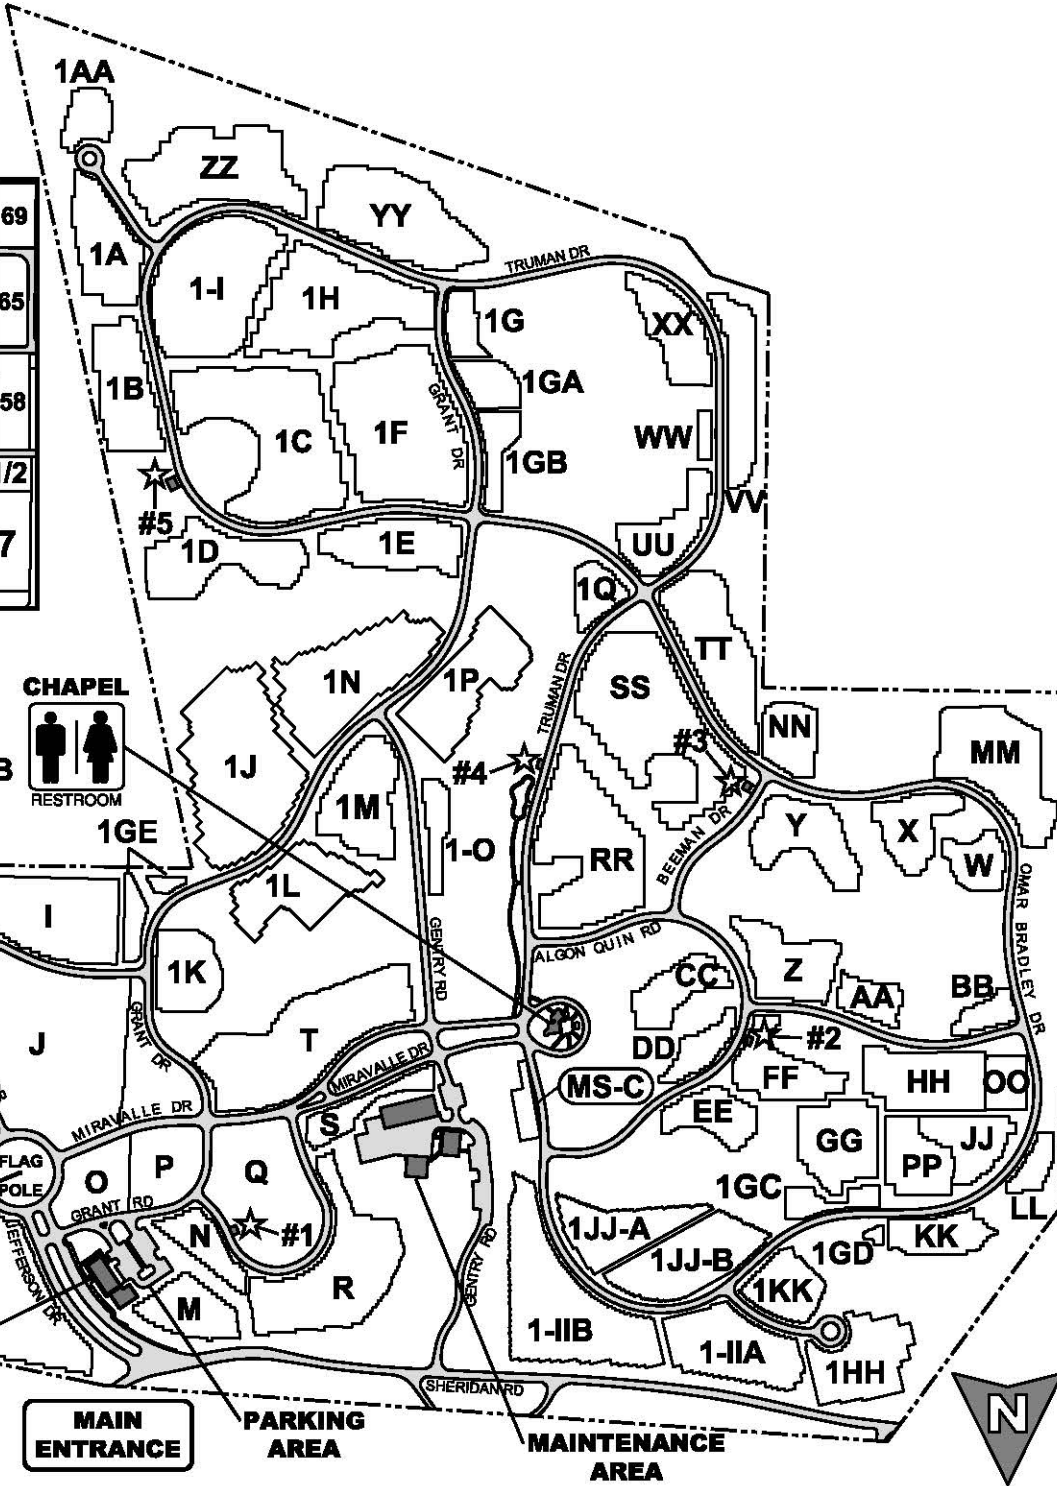 1AA
ZZ
69
YY
1A
TRUMAN DR
1-I
1H
65
1G
XX
1B
1GA
58
GRANT DR
1C
1F
WW
1GB
1/2
VV
#5
7
1D
1E
UU
1Q
TT
1N
1P
SS
CHAPEL
TRUMAN DR
NN
#3
MM
B
1J
#4
RESTROOM
1M
1GE
Y
X
1-O
RR
BEEMAN DR
W
1L
OMAR BRADLEY DR
I
GENTRY RD
ALGON QUIN RD
1K
CC
Z
AA
BB
GRANT DR
J
T
DD
#2
MIRAVALLE DR
MS-C
FF
HH
OO
MIRAVALLE DR
S
EE
GG
JJ
FLAG
POLE
O
P
Q
PP
1GC
GRANT RD
LL
JEFFERSON DR
N
#1
1JJ-A
KK
1GD
1JJ-B
GENTRY RD
M
R
1KK
1-IIB
1-IIA
1HH
SHERIDAN RD
N
MAIN
ENTRANCE
PARKING
AREA
MAINTENANCE
AREA